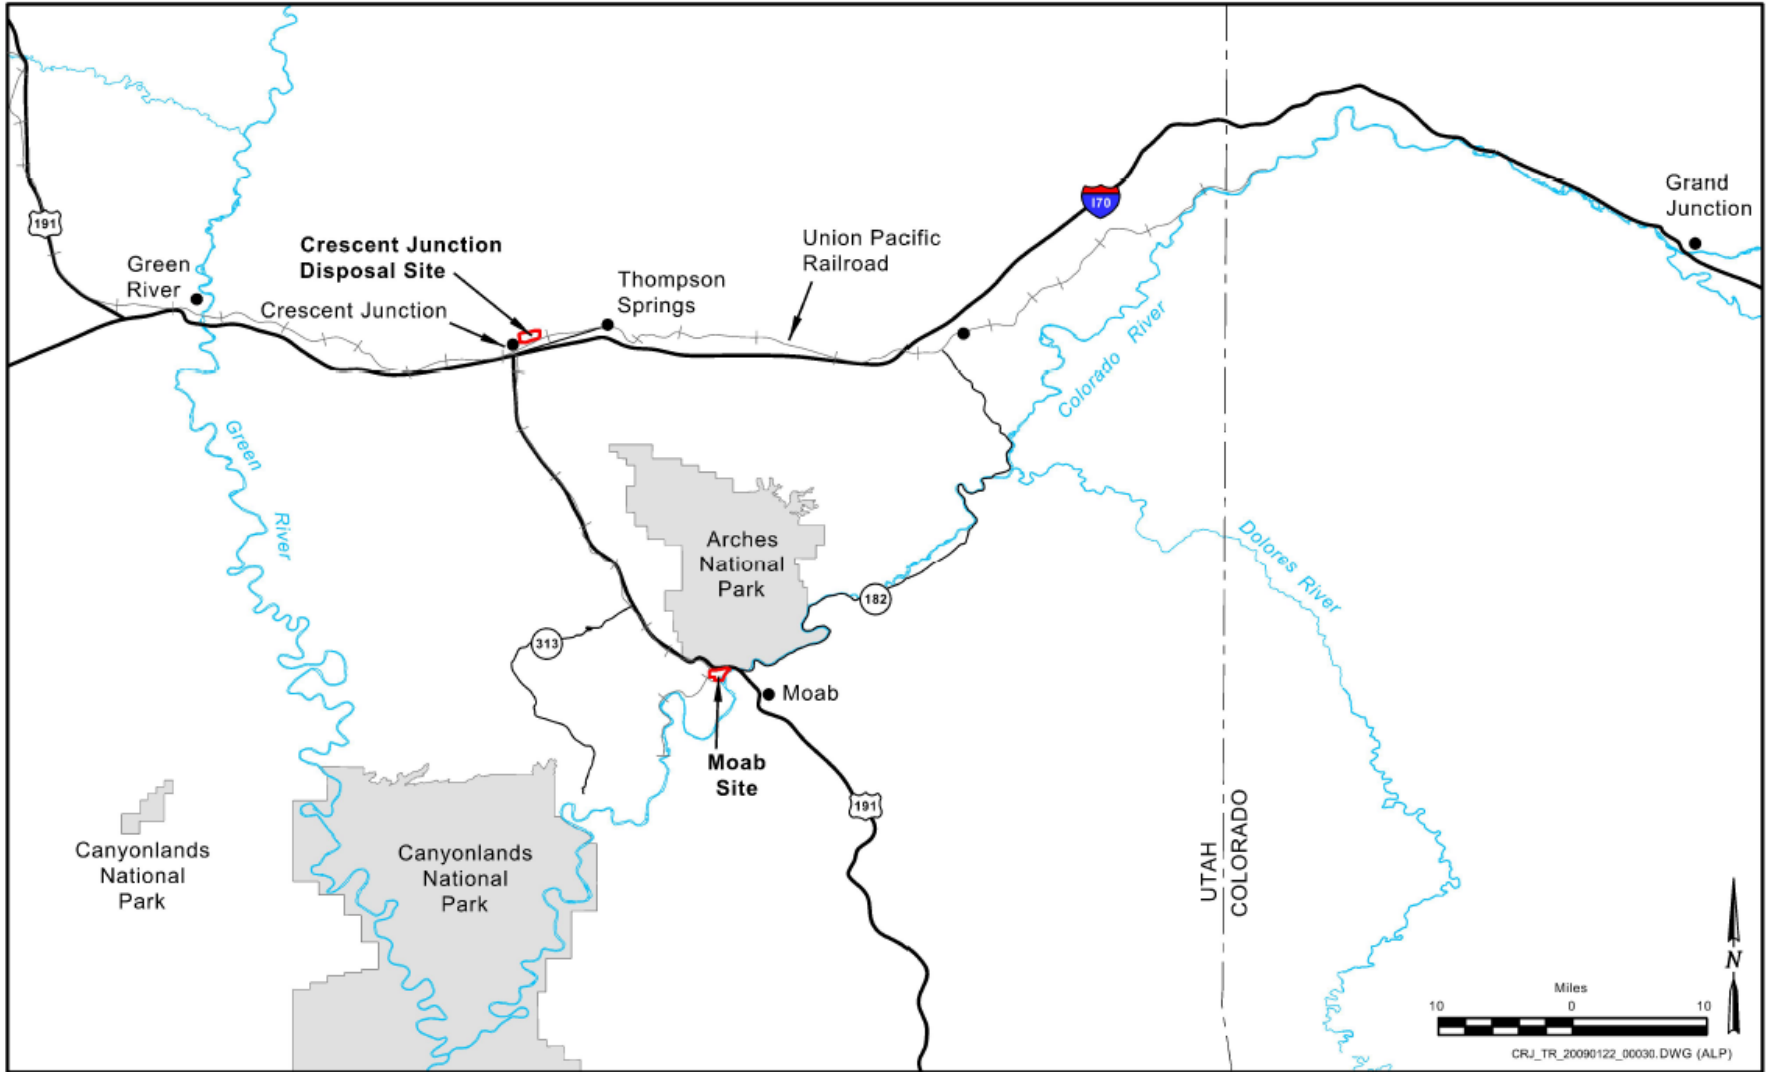 191
Green
River
Crescent Junction
Disposal Site
Crescent Junction
Thompson
Springs
Union Pacific
Railroad
I70
Grand
Junction
Colorado River
Green
River
Arches
National
Park
Dolores River
182
313
Moab
Moab
Site
191
Canyonlands
National
Park
Canyonlands
National
Park
UTAH
COLORADO
N
Miles
10 0 10
CRJ_TR_20090122_00030.DWG (ALP)